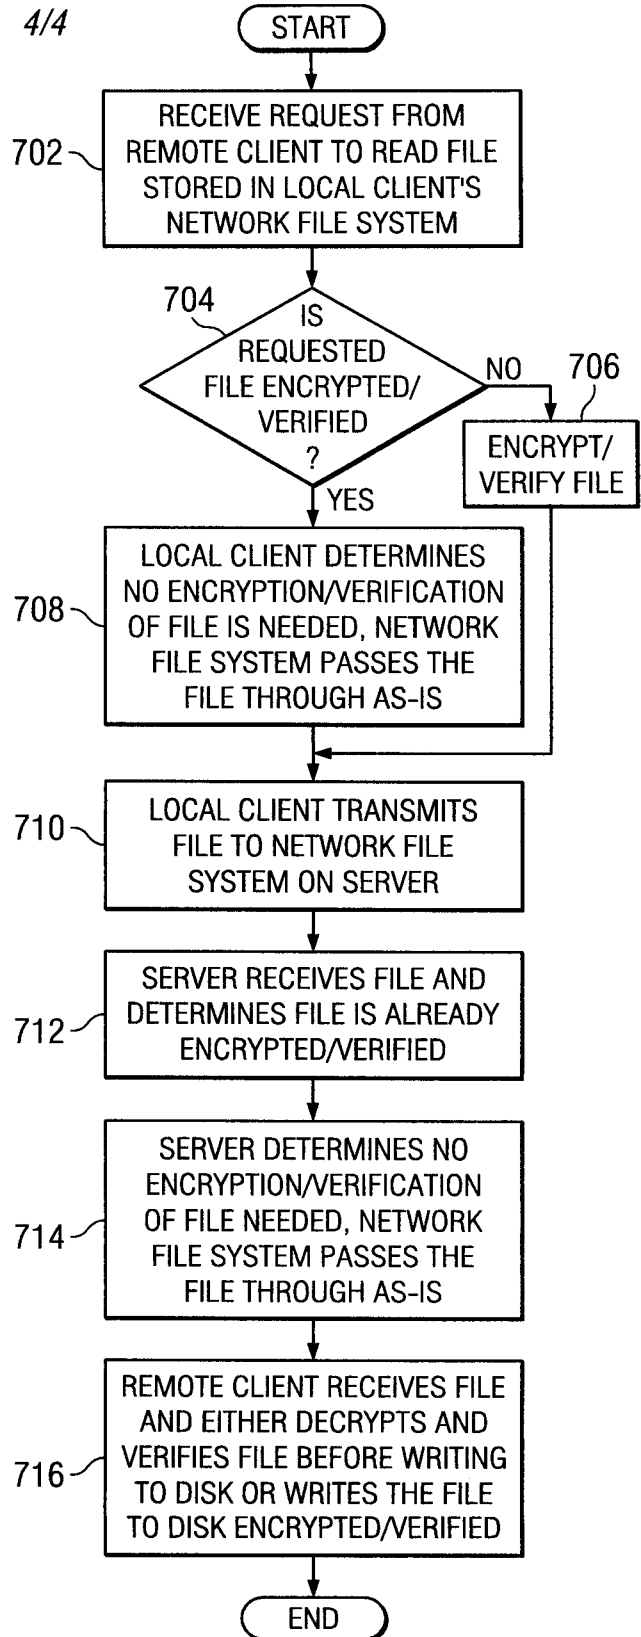 4/4
START
702
RECEIVE REQUEST FROM
REMOTE CLIENT TO READ FILE
STORED IN LOCAL CLIENT'S
NETWORK FILE SYSTEM
704
IS
REQUESTED
FILE ENCRYPTED/
VERIFIED
?
NO
706
ENCRYPT/
VERIFY FILE
YES
708
LOCAL CLIENT DETERMINES
NO ENCRYPTION/VERIFICATION
OF FILE IS NEEDED, NETWORK
FILE SYSTEM PASSES THE
FILE THROUGH AS-IS
710
LOCAL CLIENT TRANSMITS
FILE TO NETWORK FILE
SYSTEM ON SERVER
712
SERVER RECEIVES FILE AND
DETERMINES FILE IS ALREADY
ENCRYPTED/VERIFIED
714
SERVER DETERMINES NO
ENCRYPTION/VERIFICATION
OF FILE NEEDED, NETWORK
FILE SYSTEM PASSES THE
FILE THROUGH AS-IS
716
REMOTE CLIENT RECEIVES FILE
AND EITHER DECRYPTS AND
VERIFIES FILE BEFORE WRITING
TO DISK OR WRITES THE FILE
TO DISK ENCRYPTED/VERIFIED
END